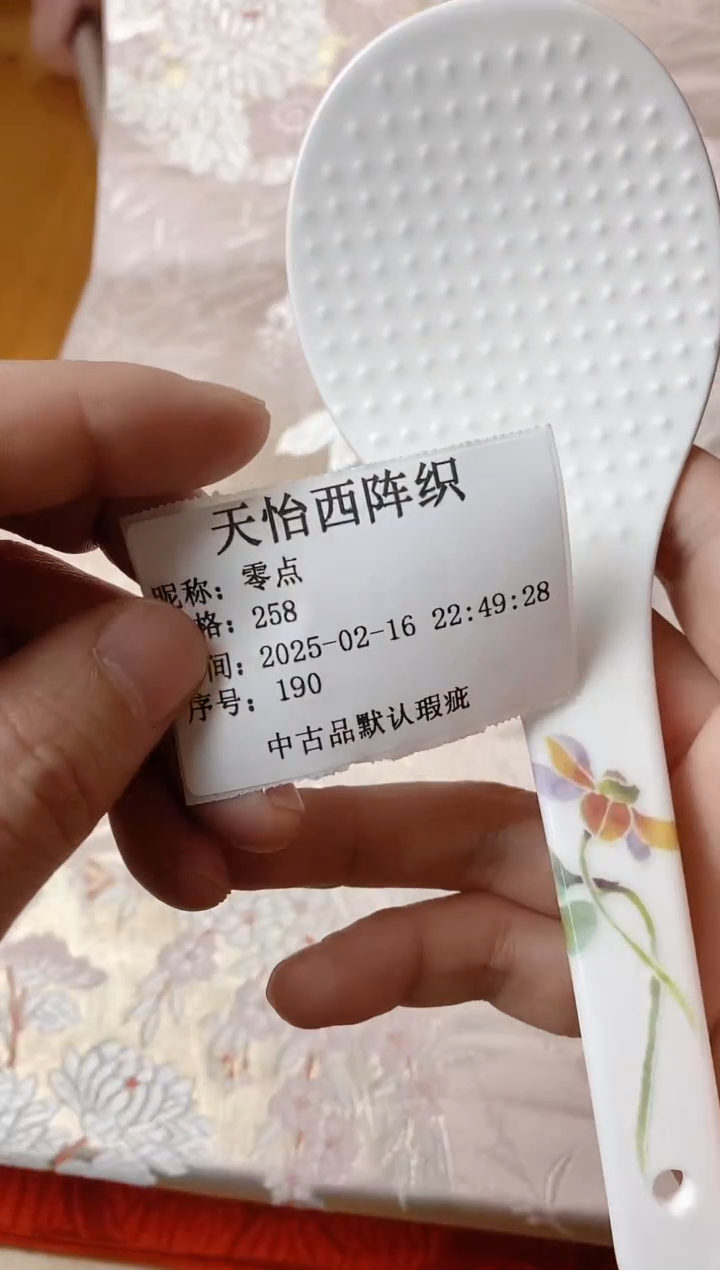 天怡西阵织
昵称：零点
格：258
间：2025-02-16 22:49:28
序号：190
中古品默认瑕疵